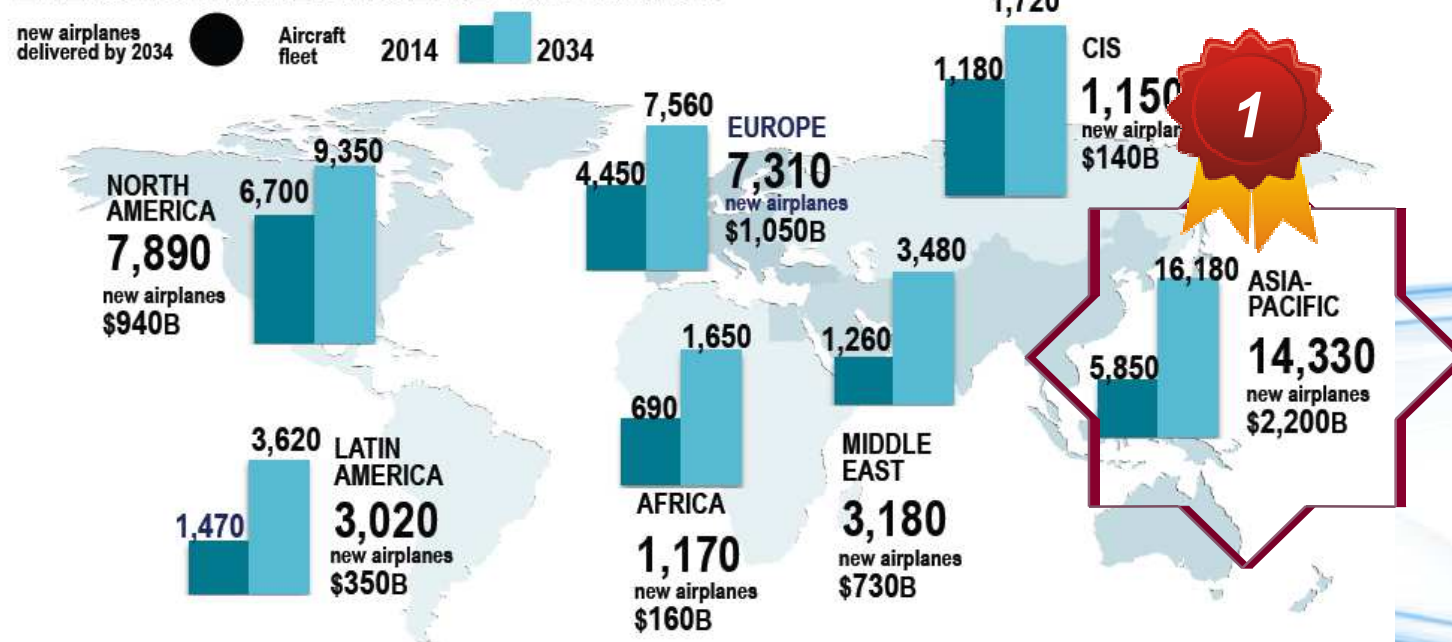 new airplanes
delivered by 2034
Aircraft
fleet
2014
2034
NORTH
AMERICA
7,890
new airplanes
$940B
6,700
9,350
4,450
7,560
EUROPE
7,310
new airplanes
$1,050B
1,180
1,720
CIS
1,150
new
$140B
1
3,620
1,470
LATIN
AMERICA
3,020
new airplanes
$350B
690
1,650
AFRICA
1,170
new airplanes
$160B
1,260
3,480
MIDDLE
EAST
3,180
new airplanes
$730B
5,850
16,180
ASIA-
PACIFIC
14,330
new airplanes
$2,200B